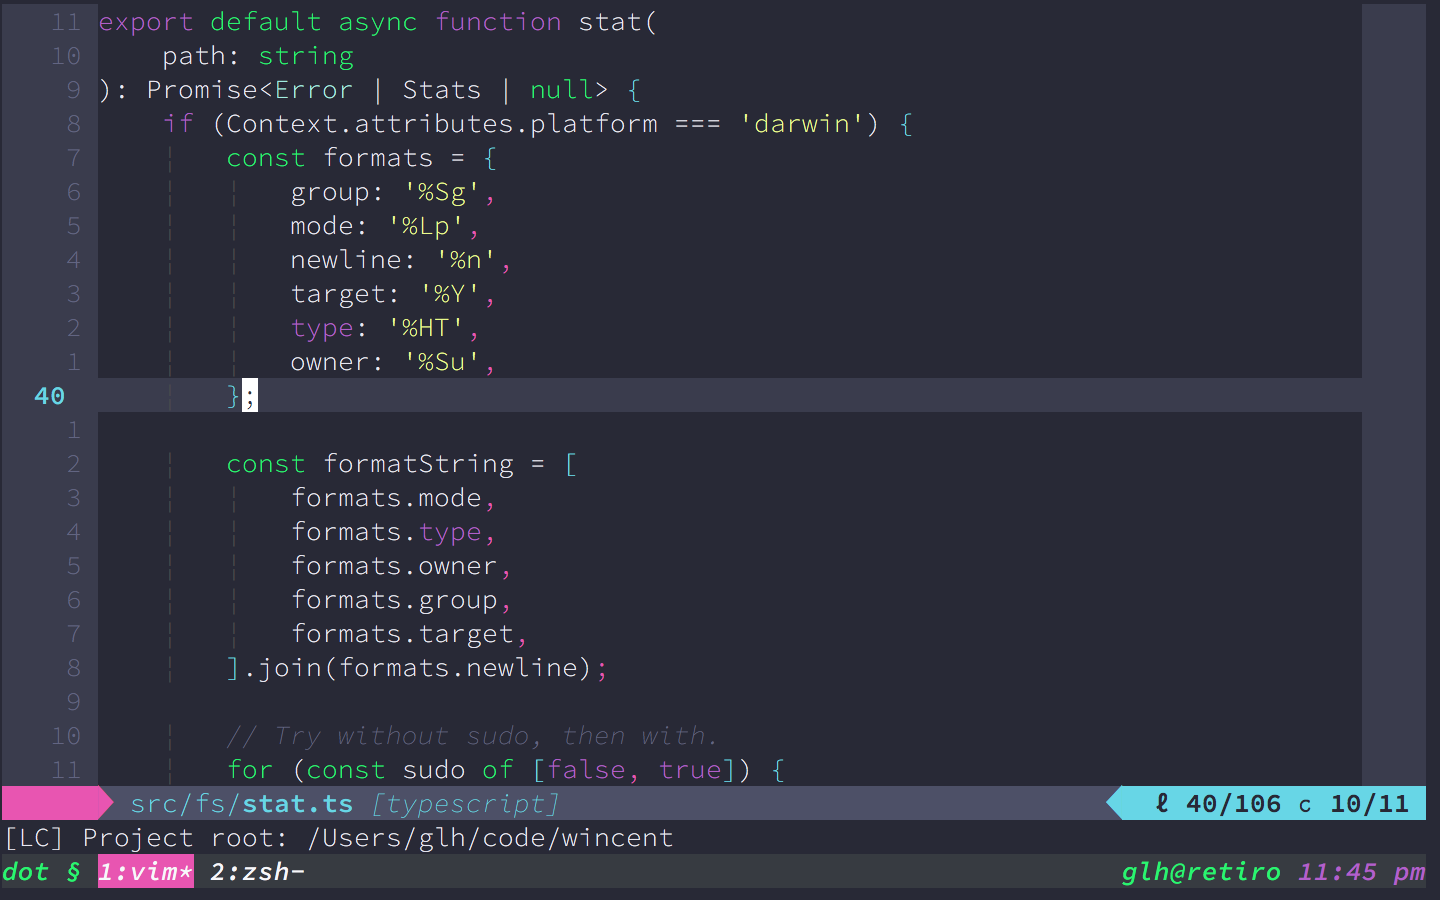 11 export default async function stat(
10     path: string
9 ): Promise<Error | Stats | null> {
8     if (Context.attributes.platform === 'darwin') {
7         const formats = {
6             group: '%Sg',
5             mode: '%Lp',
4             newline: '%n',
3             target: '%Y',
2             type: '%HT',
1             owner: '%Su',
40         };
1
2         const formatString = [
3             formats.mode,
4             formats.type,
5             formats.owner,
6             formats.group,
7             formats.target,
8         ].join(formats.newline);
9
10         // Try without sudo, then with.
11         for (const sudo of [false, true]) {
src/fs/stat.ts [typescript] ℓ 40/106 c 10/11
[LC] Project root: /Users/glh/code/wincent
dot § 1:vim* 2:zsh- glh@retiro 11:45 pm